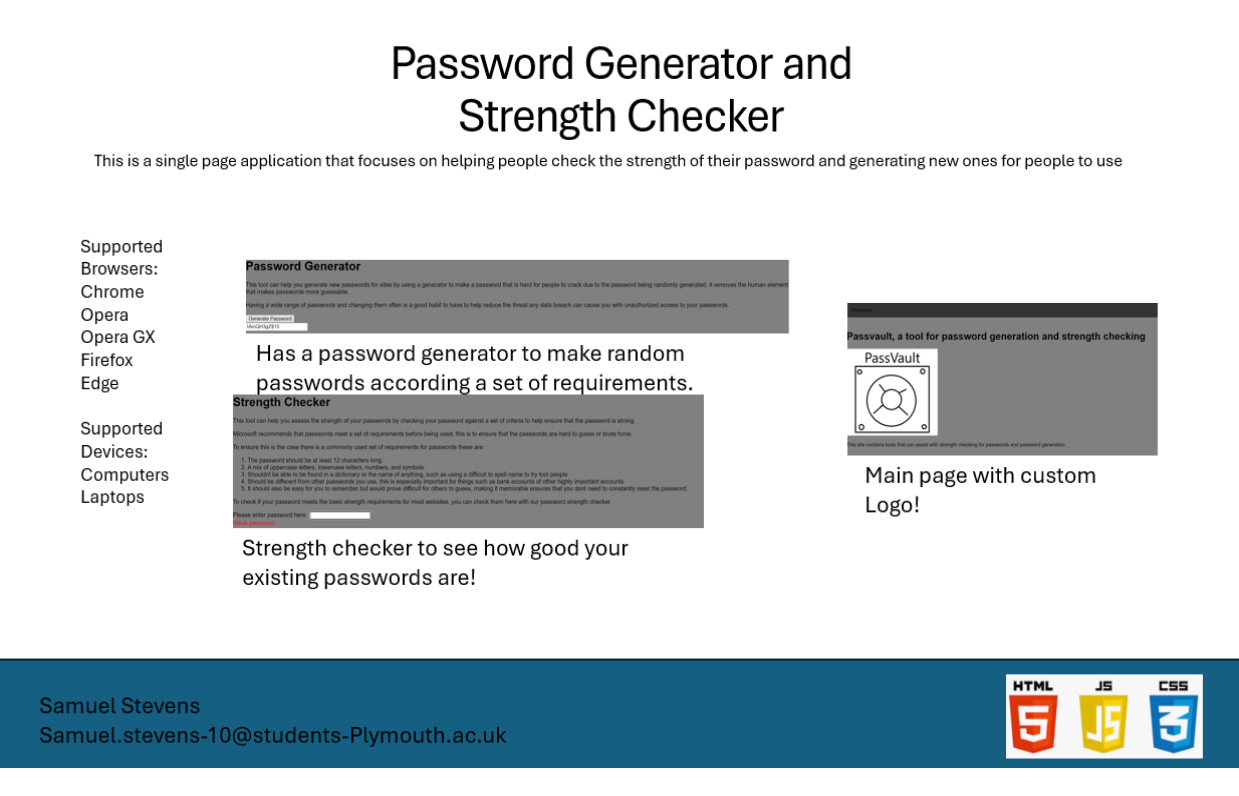 Password Generator and
Strength Checker
This is a single page application that focuses on helping people check the strength of their password and generating new ones for people to use
Supported
Browsers:
Chrome
Opera
Opera GX
Firefox
Edge
Supported
Devices:
Computers
Laptops
Password Generator
This tool can help you generate new passwords for sites by using a generator to make a password that is hard for people to crack due to the password being randomly generated, it removes the human element
that makes passwords more guessable.
Having a wide range of passwords and changing them often is a good habit to have to help reduce the threat any data breach can cause you with unauthorized access to your passwords.
Generate Password
Has a password generator to make random
passwords according a set of requirements.
Strength Checker
This tool can help you assess the strength of your passwords by checking your password against a set of criteria to help ensure that the password is strong.
Microsoft recommends that passwords meet a set of requirements before being used, this is to ensure that the passwords are hard to guess or brute force.
To ensure this is the case there is a commonly used set of requirements for passwords these are:
1. The password should be at least 12 characters long.
2. A mix of uppercase letters, lowercase letters, numbers, and symbols.
3. Shouldnt be able to be found in a dictionary or the name of anything, such as using a difficult to spell name to try fool people
4. Should be different from other passwords you use, this is especially important for things such as bank accounts of other highly important accounts.
5. It should also be easy for you to remember but would prove difficult for others to guess, making it memorable ensures that you dont need to constantly reset the password.
To check if your password meets the basic strength requirements for most websites, you can check them here with our password strength checker.
Please enter password here:
Weak password
Strength checker to see how good your
existing passwords are!
Passvault, a tool for password generation and strength checking
PassVault
This site contains tools that can assist with strength checking for passwords and password generation
Main page with custom
Logo!
Samuel Stevens
Samuel.stevens-10@students-Plymouth.ac.uk
HTML JS CSS
5 JS 3